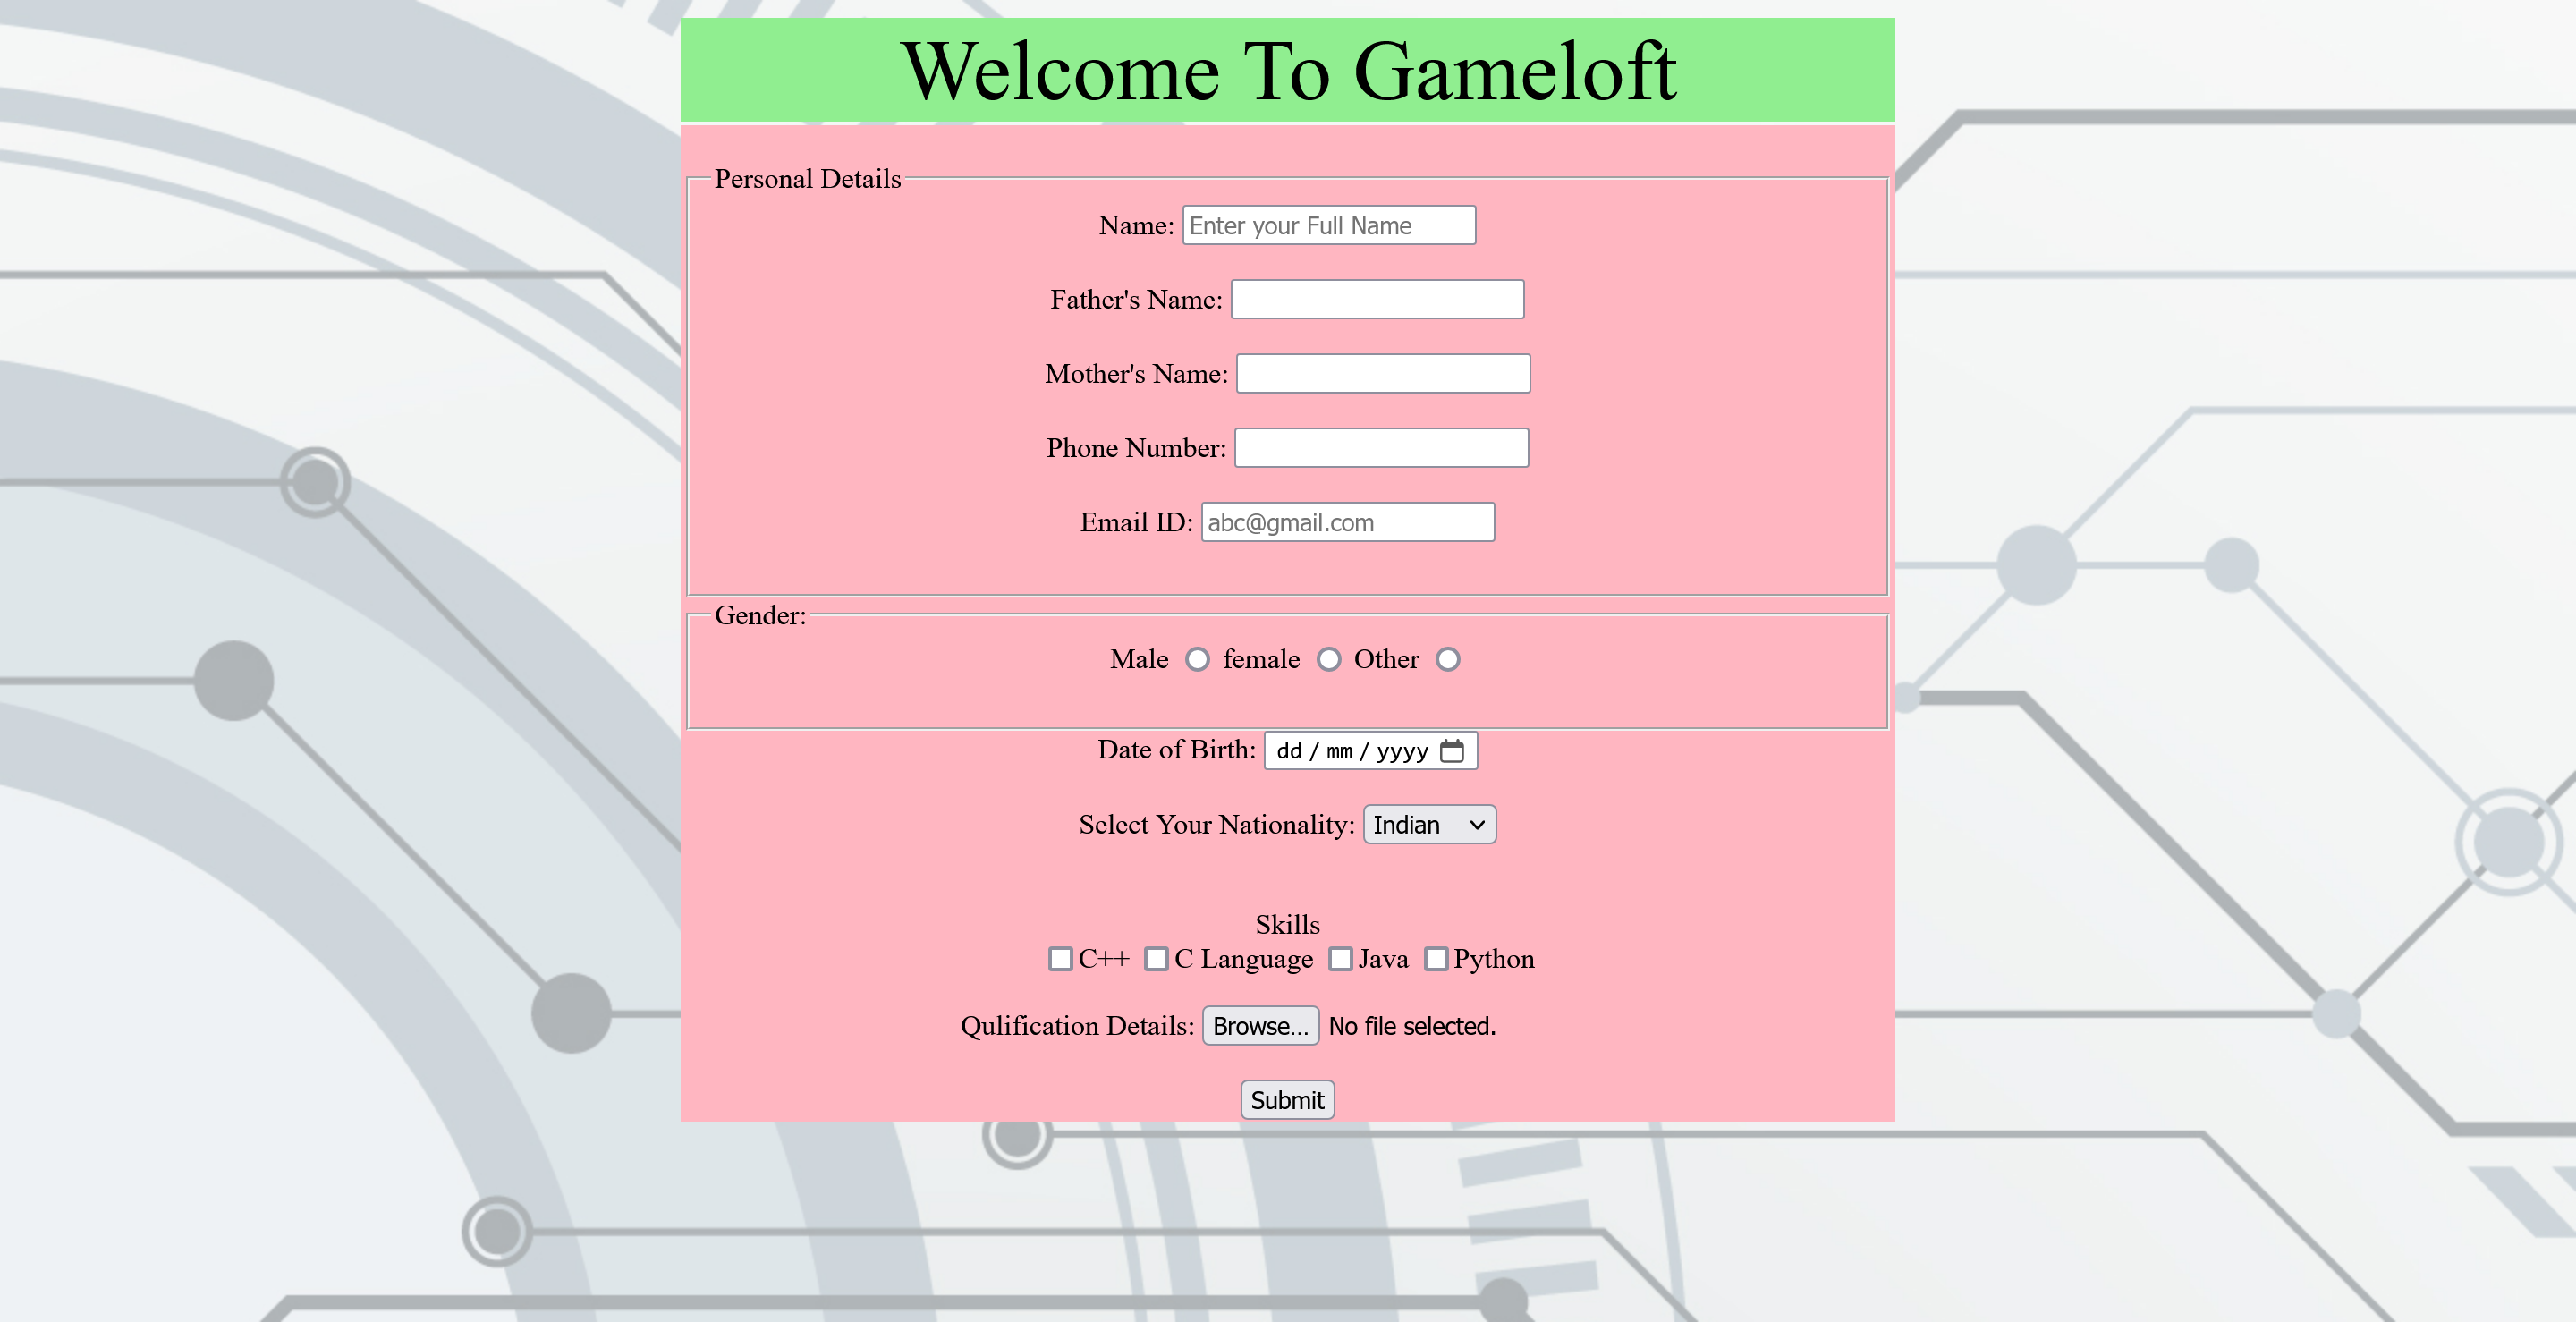 Welcome To Gameloft
Personal Details
Name: Enter your Full Name
Father's Name:
Mother's Name:
Phone Number:
Email ID: abc@gmail.com
Gender:
Male female Other
Date of Birth: dd / mm / yyyy
Select Your Nationality: Indian
Skills
C++ C Language Java Python
Qulification Details: Browse... No file selected.
Submit